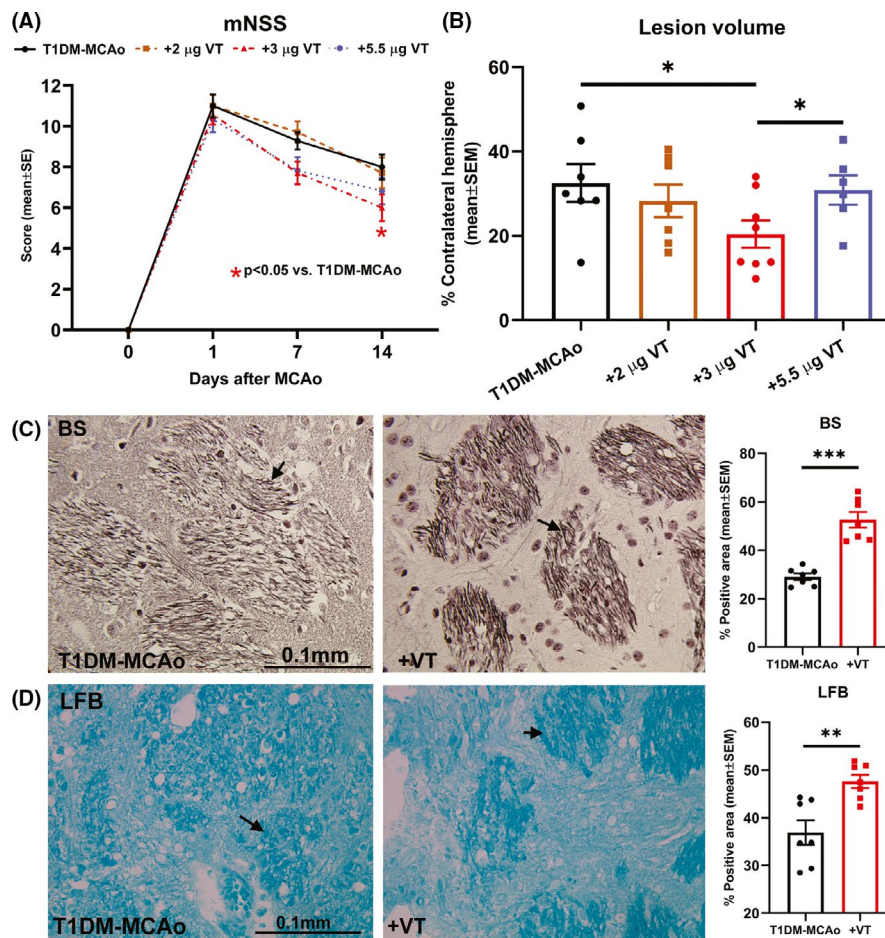 (A)
mNSS
T1DM-MCAo +2 μg VT +3 μg VT +5.5 μg VT
Score (mean±SE)
12
10
8
6
4
2
0
*
* p<0.05 vs. T1DM-MCAo
0 1 7 14
Days after MCAo
(B)
Lesion volume
% Contralateral hemisphere
(mean±SEM)
60
40
20
0
*
*
T1DM-MCAo +2 μg VT +3 μg VT +5.5 μg VT
(C)
BS
T1DM-MCAo
0.1mm
+VT
BS
% Positive area (mean±SEM)
80
60
40
20
0
***
T1DM-MCAo +VT
(D)
LFB
T1DM-MCAo
0.1mm
+VT
LFB
% Positive area (mean±SEM)
60
50
40
30
20
**
T1DM-MCAo +VT